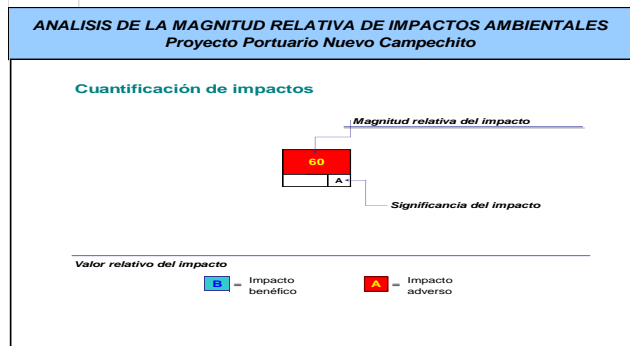 ANALISIS DE LA MAGNITUD RELATIVA DE IMPACTOS AMBIENTALES
Proyecto Portuario Nuevo Campechito
Cuantificación de impactos
Magnitud relativa del impacto
60
A
Significancia del impacto
Valor relativo del impacto
B = Impacto benéfico
A = Impacto adverso